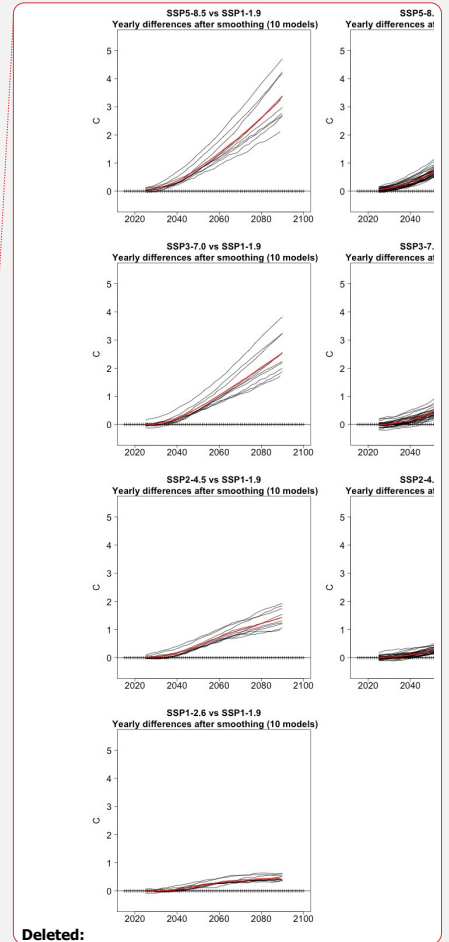 SSP5-8.5 vs SSP1-1.9
Yearly differences after smoothing (10 models)
5
4
3
2
1
0
C
2020 2040 2060 2080 2100
SSP5-8.
Yearly differences af
5
4
3
2
1
0
C
2020 2040
SSP3-7.0 vs SSP1-1.9
Yearly differences after smoothing (10 models)
5
4
3
2
1
0
C
2020 2040 2060 2080 2100
SSP3-7.
Yearly differences af
5
4
3
2
1
0
C
2020 2040
SSP2-4.5 vs SSP1-1.9
Yearly differences after smoothing (10 models)
5
4
3
2
1
0
C
2020 2040 2060 2080 2100
SSP2-4.
Yearly differences af
5
4
3
2
1
0
C
2020 2040
SSP1-2.6 vs SSP1-1.9
Yearly differences after smoothing (10 models)
5
4
3
2
1
0
C
2020 2040 2060 2080 2100
Deleted: